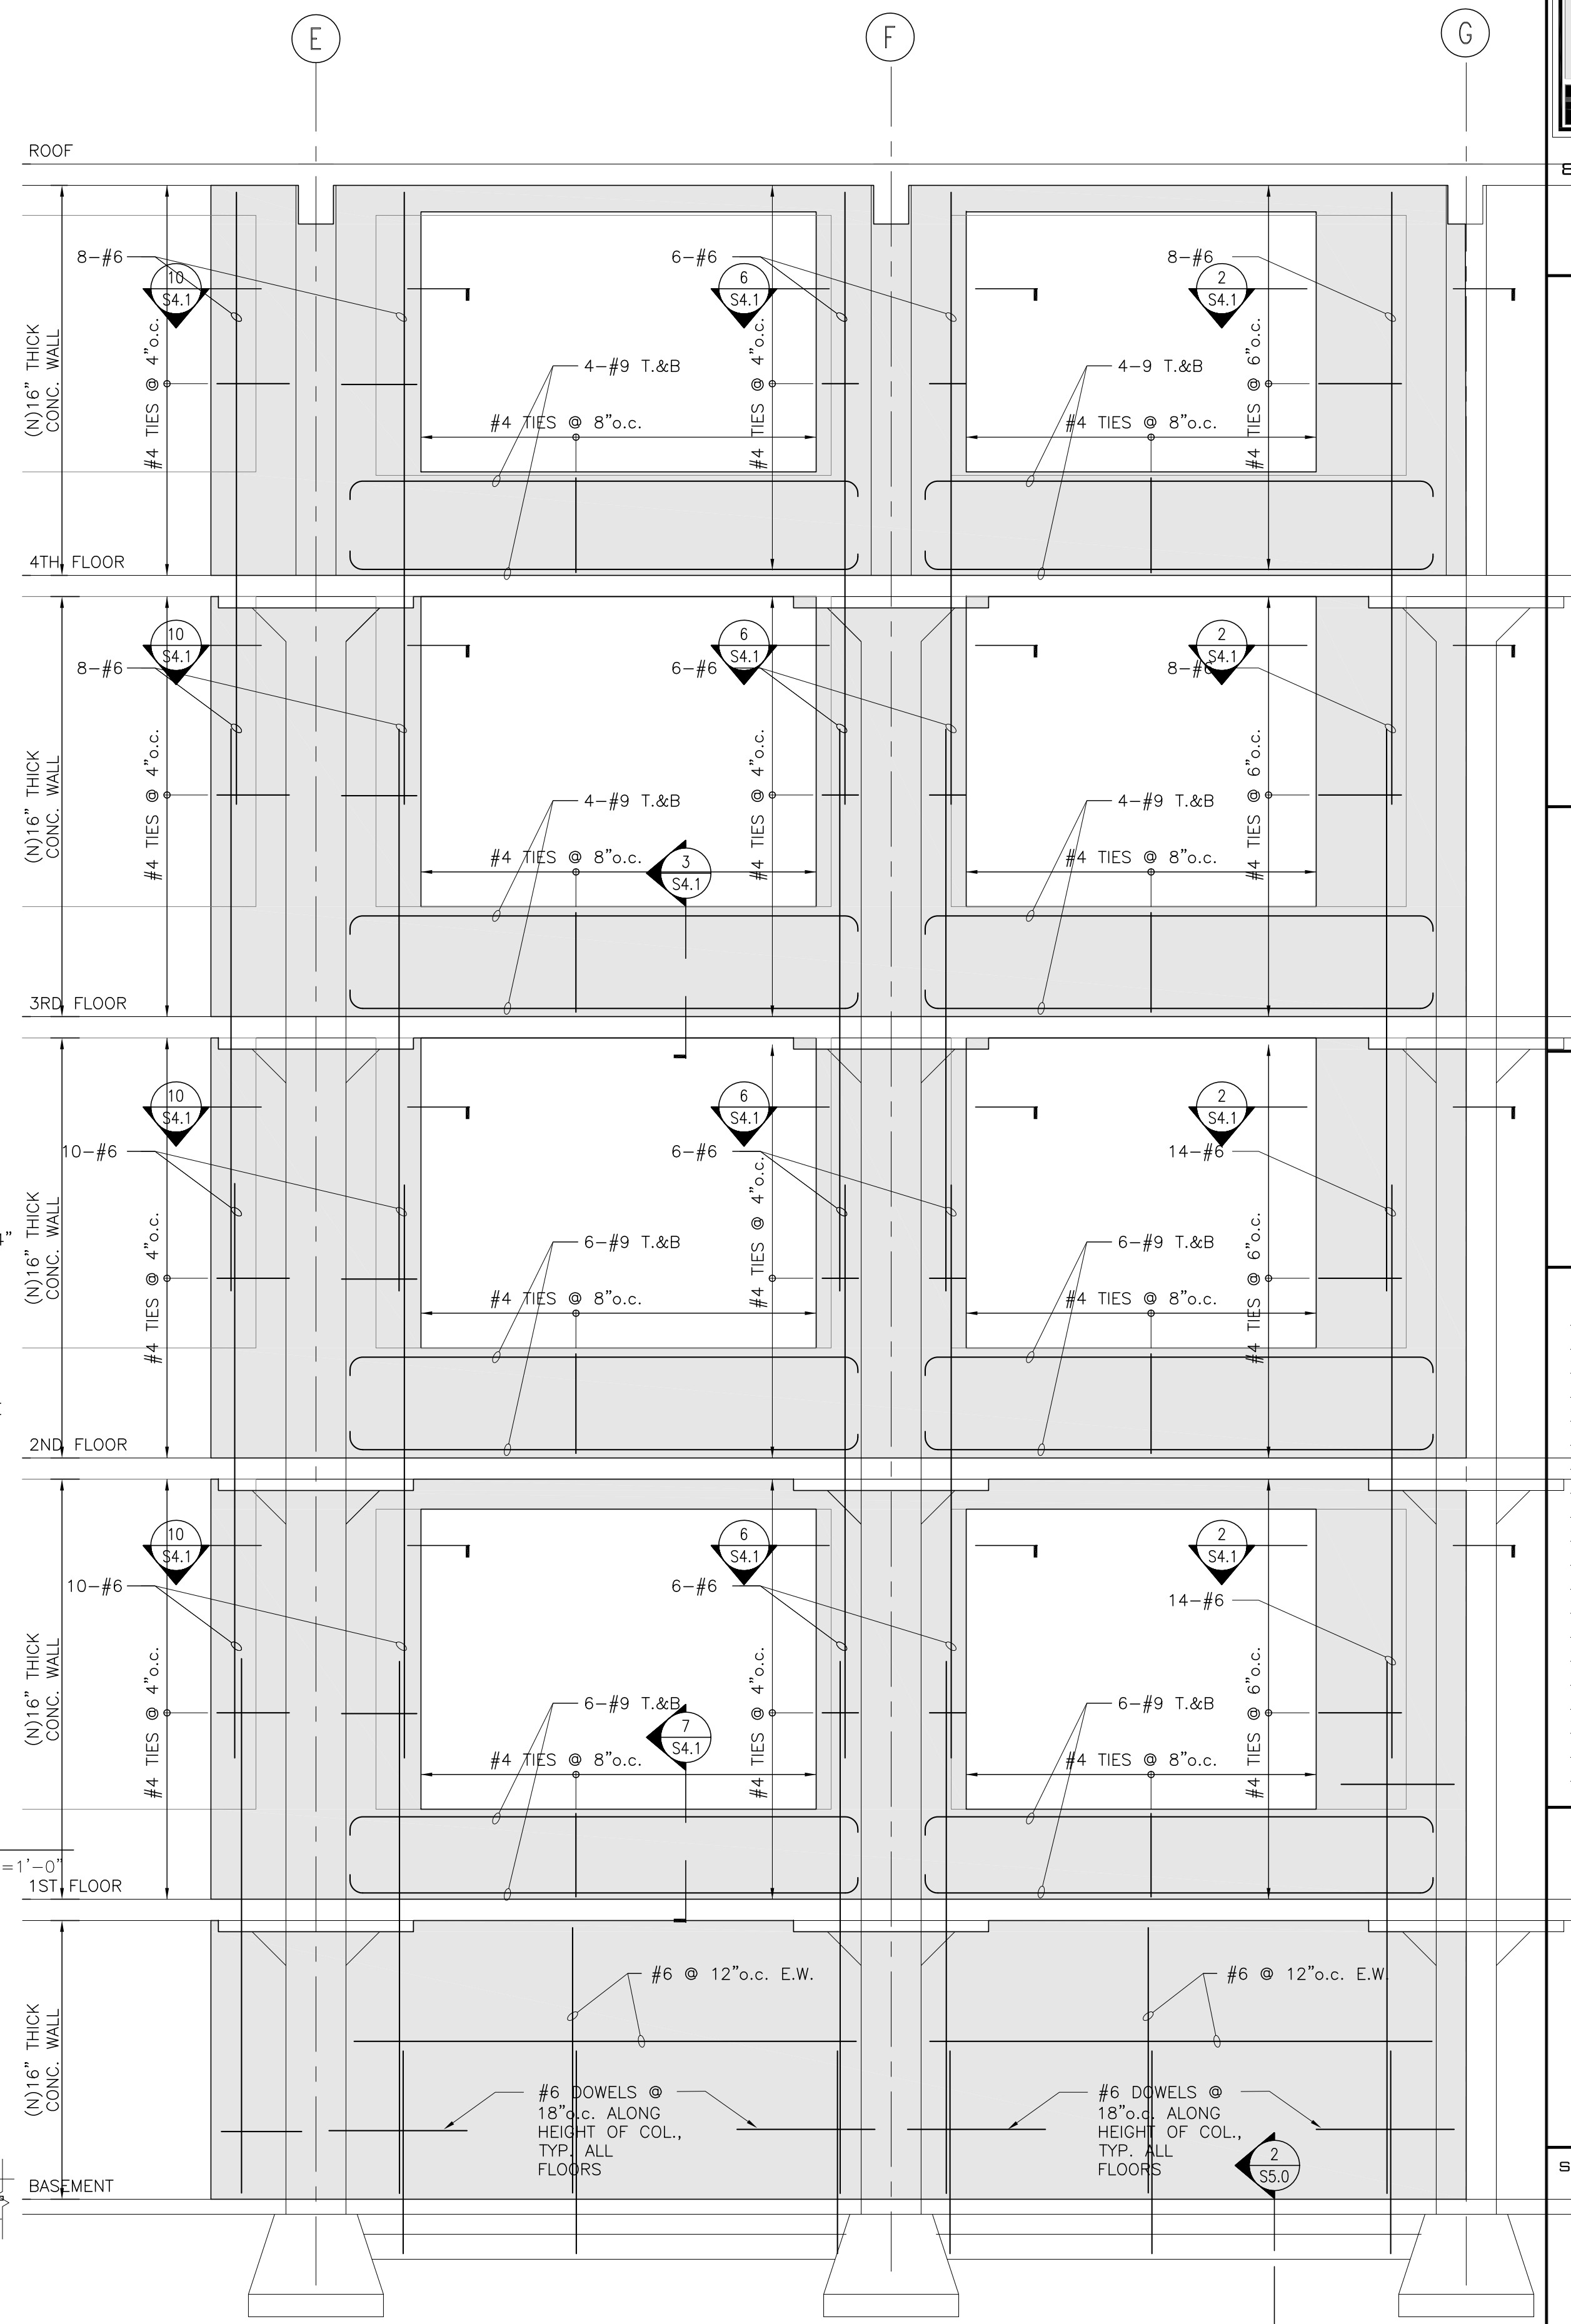 E
F
G
ROOF
8-#6
6-#6
8-#6
10
S4.1
6
S4.1
2
S4.1
(N)16" THICK
CONC. WALL
#4 TIES @ 4"o.c.
#4 TIES @ 4"o.c.
#4 TIES @ 6"o.c.
4-#9 T.&B
4-9 T.&B
#4 TIES @ 8"o.c.
#4 TIES @ 8"o.c.
4TH FLOOR
10
S4.1
6
S4.1
2
S4.1
8-#6
6-#6
8-#6
(N)16" THICK
CONC. WALL
#4 TIES @ 4"o.c.
#4 TIES @ 4"o.c.
#4 TIES @ 6"o.c.
4-#9 T.&B
4-#9 T.&B
#4 TIES @ 8"o.c.
3
S4.1
#4 TIES @ 8"o.c.
3RD FLOOR
10
S4.1
6
S4.1
2
S4.1
10-#6
6-#6
14-#6
(N)16" THICK
CONC. WALL
#4 TIES @ 4"o.c.
#4 TIES @ 4"o.c.
#4 TIES @ 6"o.c.
6-#9 T.&B
6-#9 T.&B
#4 TIES @ 8"o.c.
#4 TIES @ 8"o.c.
2ND FLOOR
10
S4.1
6
S4.1
2
S4.1
10-#6
6-#6
14-#6
(N)16" THICK
CONC. WALL
#4 TIES @ 4"o.c.
#4 TIES @ 4"o.c.
#4 TIES @ 6"o.c.
6-#9 T.&B
6-#9 T.&B
#4 TIES @ 8"o.c.
7
S4.1
#4 TIES @ 8"o.c.
=1'-0"
1ST FLOOR
#6 @ 12"o.c. E.W.
#6 @ 12"o.c. E.W.
(N)16" THICK
CONC. WALL
#6 DOWELS @
18"o.c. ALONG
HEIGHT OF COL.,
TYP. ALL
FLOORS
#6 DOWELS @
18"o.c. ALONG
HEIGHT OF COL.,
TYP. ALL
FLOORS
2
S5.0
BASEMENT